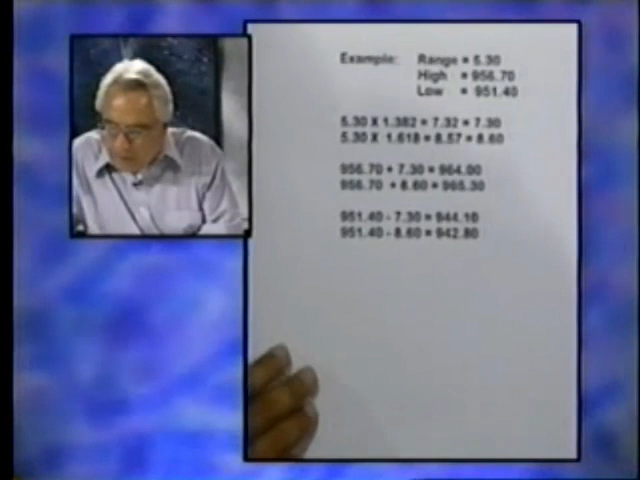 Example: Range = 5.30
High = 956.70
Low = 951.40
5.30 X 1.382 = 7.32 = 7.30
5.30 X 1.618 = 8.57 = 8.60
956.70 + 7.30 = 964.00
956.70 + 8.60 = 965.30
951.40 - 7.30 = 944.10
951.40 - 8.60 = 942.80